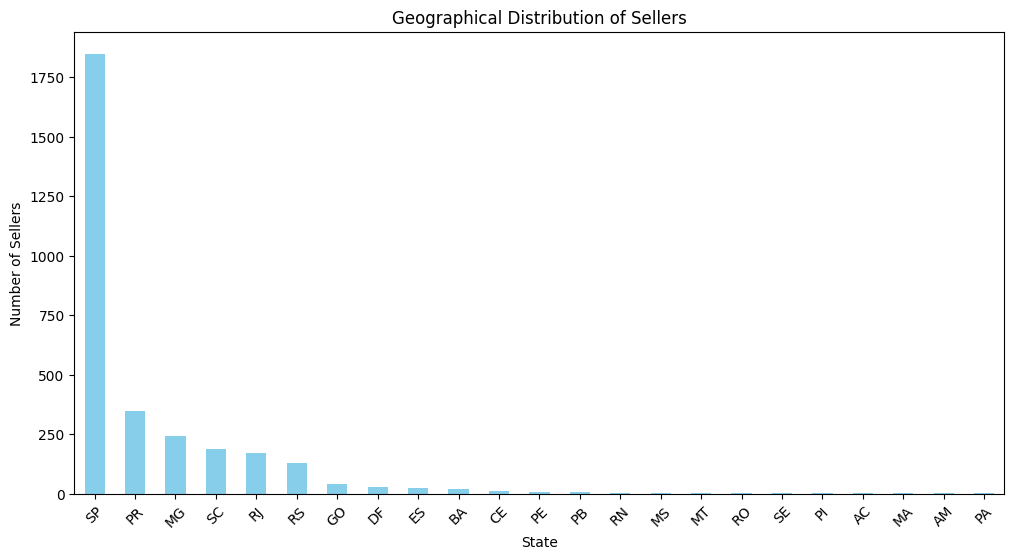 Geographical Distribution of Sellers
Number of Sellers
1750
1500
1250
1000
750
500
250
0
SP PR MG SC RJ RS GO DF ES BA CE PE PB RN MS MT RO SE PI AC MA AM PA
State